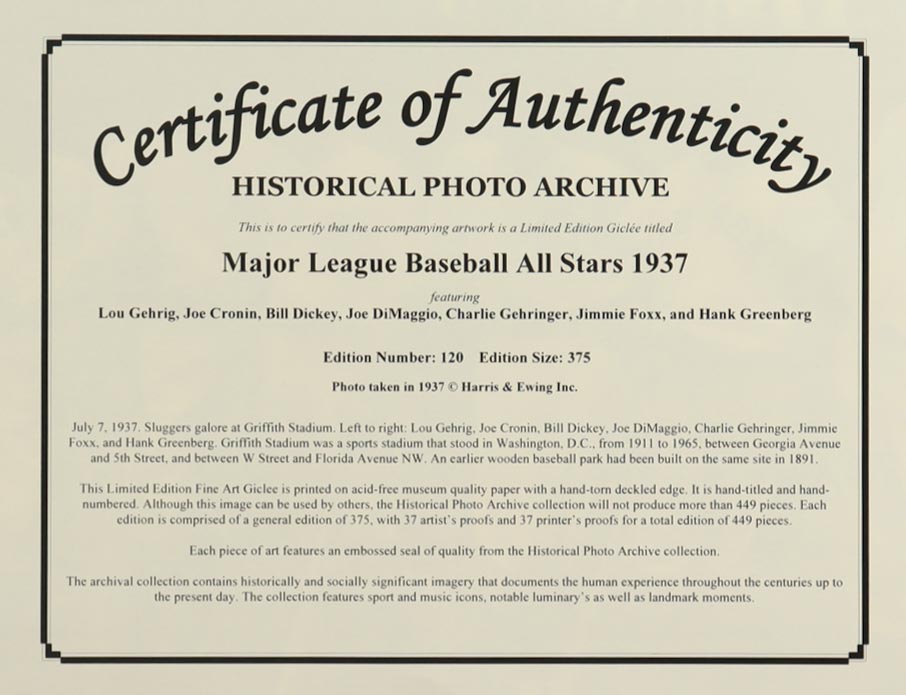 Certificate of Authenticity
HISTORICAL PHOTO ARCHIVE
This is to certify that the accompanying artwork is a Limited Edition Giclée titled
Major League Baseball All Stars 1937
featuring
Lou Gehrig, Joe Cronin, Bill Dickey, Joe DiMaggio, Charlie Gehringer, Jimmie Foxx, and Hank Greenberg
Edition Number: 120 Edition Size: 375
Photo taken in 1937 © Harris & Ewing Inc.
July 7, 1937. Sluggers galore at Griffith Stadium. Left to right: Lou Gehrig, Joe Cronin, Bill Dickey, Joe DiMaggio, Charlie Gehringer, Jimmie
Foxx, and Hank Greenberg. Griffith Stadium was a sports stadium that stood in Washington, D.C., from 1911 to 1965, between Georgia Avenue
and 5th Street, and between W Street and Florida Avenue NW. An earlier wooden baseball park had been built on the same site in 1891.
This Limited Edition Fine Art Giclee is printed on acid-free museum quality paper with a hand-torn deckled edge. It is hand-titled and hand-
numbered. Although this image can be used by others, the Historical Photo Archive collection will not produce more than 449 pieces. Each
edition is comprised of a general edition of 375, with 37 artist's proofs and 37 printer's proofs for a total edition of 449 pieces.
Each piece of art features an embossed seal of quality from the Historical Photo Archive collection.
The archival collection contains historically and socially significant imagery that documents the human experience throughout the centuries up to
the present day. The collection features sport and music icons, notable luminary's as well as landmark moments.